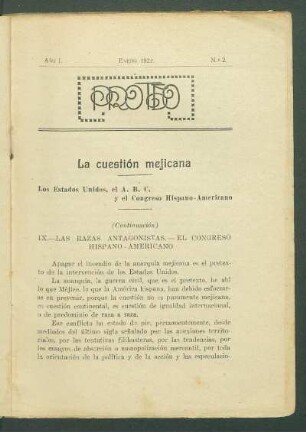 Año I. Enero 192 N.º 2.
PROTEO
La cuestión mejicana
Los Estados Unidos, el A. B. C.
y el Congreso Hispano-Americano
(Continuación)
IX.—LAS RAZAS ANTAGONISTAS.—EL CONGRESO
HISPANO-AMERICANO
Apagar el incendio de la anarquía mejicana es el pretexto
de la intervención de los Estados Unidos.
La anarquía, la guerra civil, que es el pretexto, he ahí
lo que Méjico, lo que la América Española, han debido esforzarse
en prevenir, porque la cuestión no es puramente mejicana,
es cuestión continental, es cuestión de igualdad internacional, o
de predominio de raza a raza.
Ese conflicto ha estado de pie, permanentemente, desde
mediados del último siglo señalado por las anexiones territoriales,
por las tentativas filibusteras, por las tendencias, por
los ensayos de absorción o monopolización mercantil, por toda
la orientación de la política y de la acción y las especulacio-